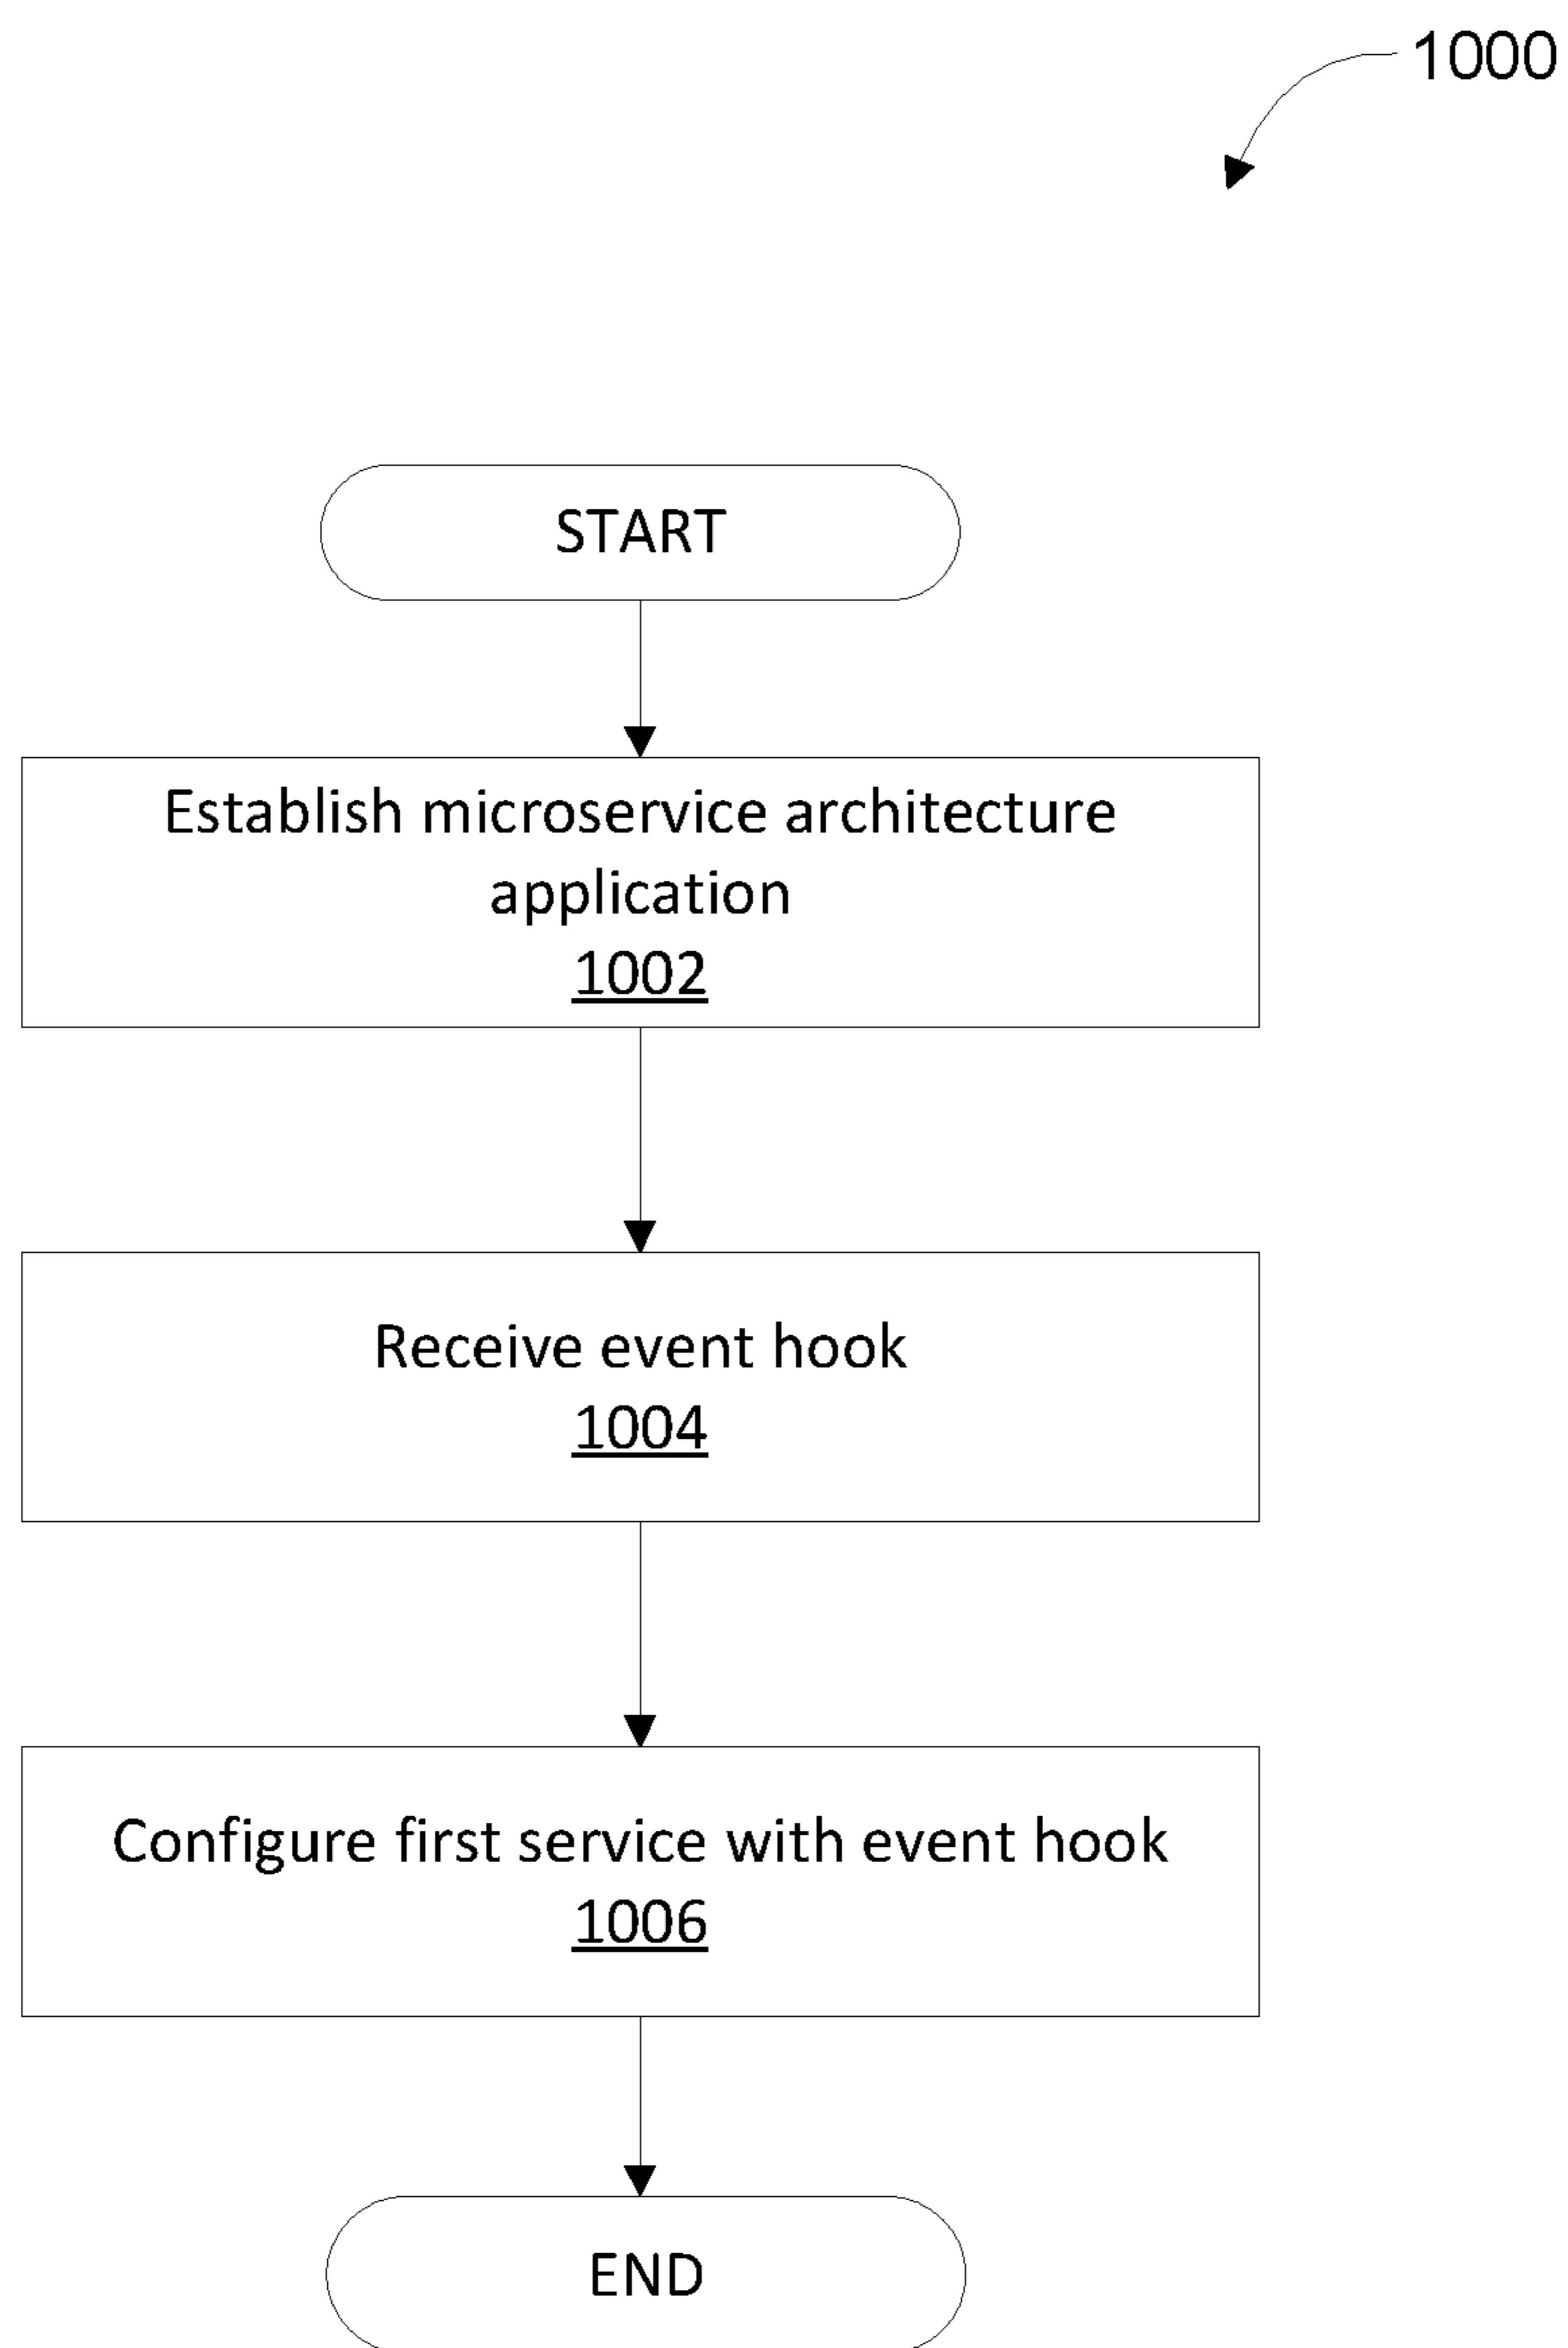 1000
START
Establish microservice architecture
application
1002
Receive event hook
1004
Configure first service with event hook
1006
END